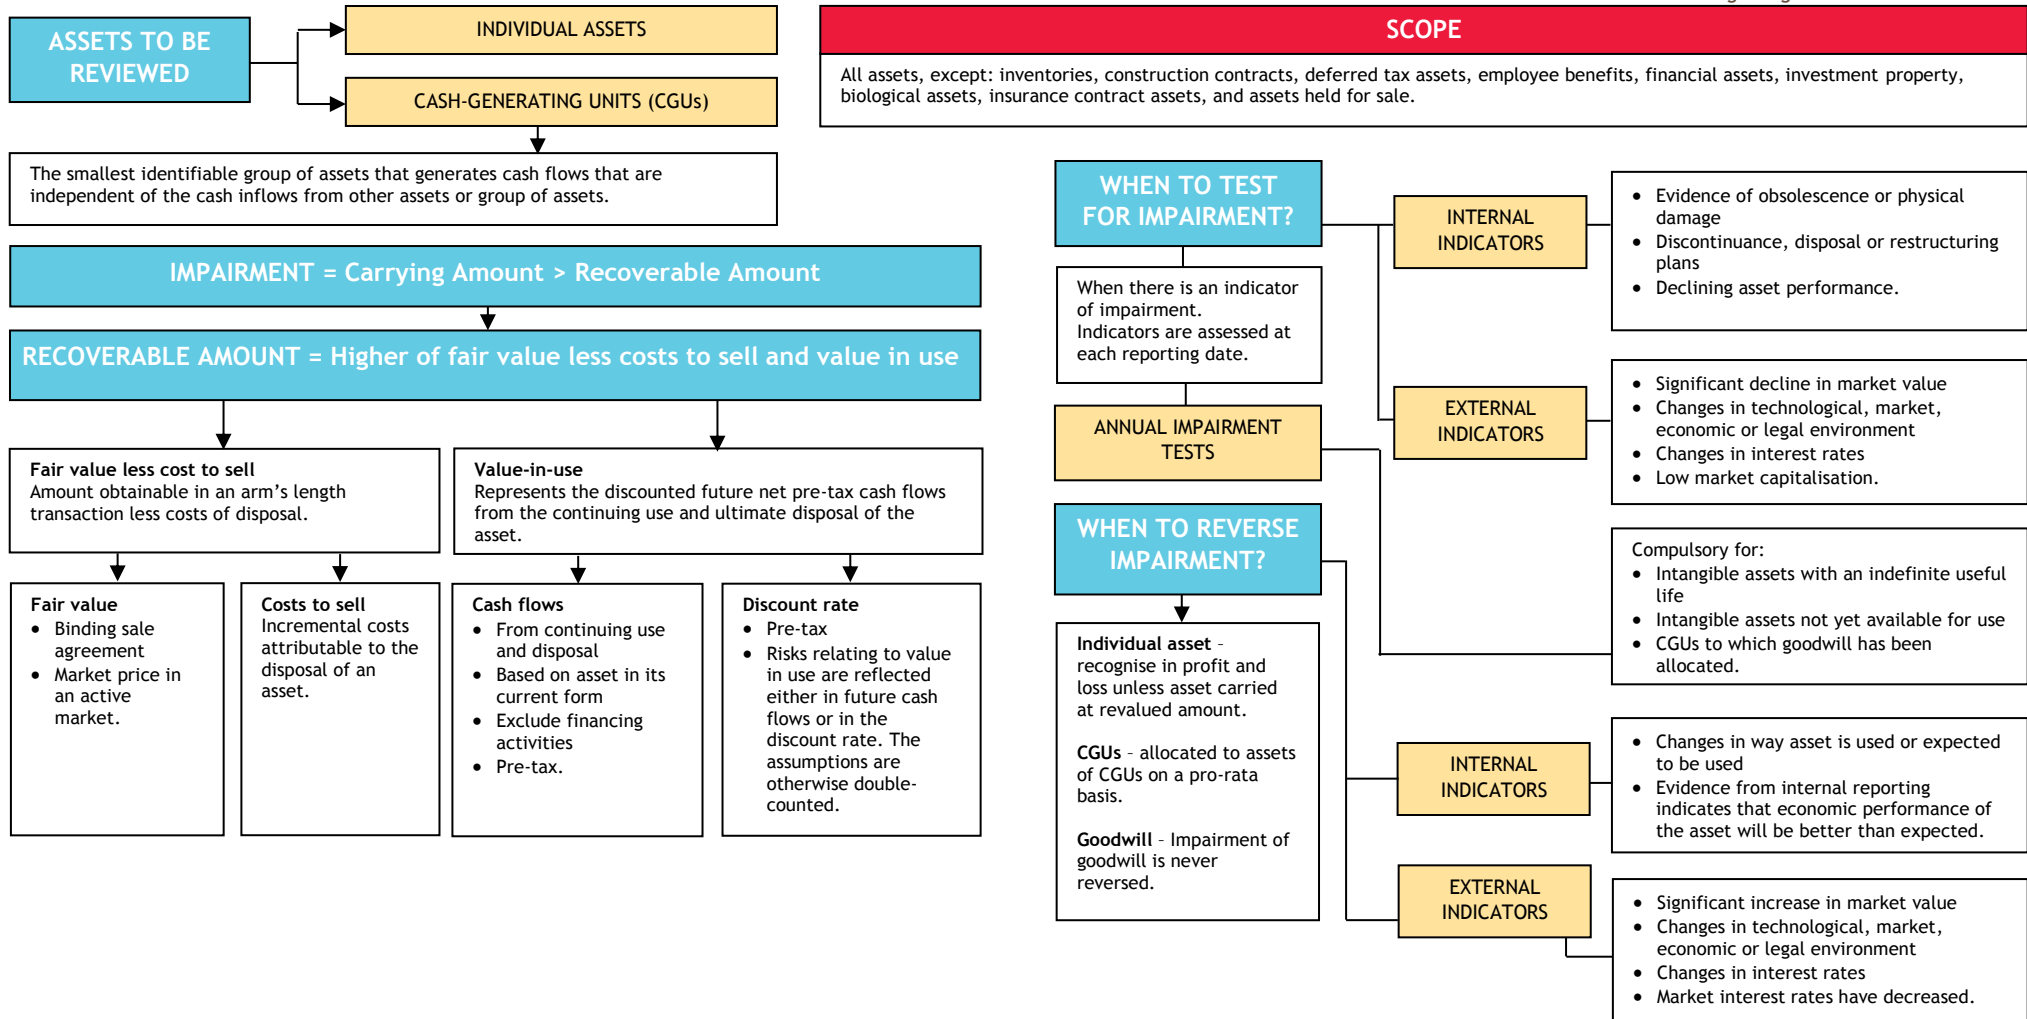 ASSETS TO BE
REVIEWED
INDIVIDUAL ASSETS
CASH-GENERATING UNITS (CGUs)
The smallest identifiable group of assets that generates cash flows that are
independent of the cash inflows from other assets or group of assets.
SCOPE
All assets, except: inventories, construction contracts, deferred tax assets, employee benefits, financial assets, investment property,
biological assets, insurance contract assets, and assets held for sale.
IMPAIRMENT = Carrying Amount > Recoverable Amount
RECOVERABLE AMOUNT = Higher of fair value less costs to sell and value in use
Fair value less cost to sell
Amount obtainable in an arm’s length
transaction less costs of disposal.
Value-in-use
Represents the discounted future net pre-tax cash flows
from the continuing use and ultimate disposal of the
asset.
Fair value
• Binding sale
agreement
• Market price in
an active
market.
Costs to sell
Incremental costs
attributable to the
disposal of an
asset.
Cash flows
• From continuing use
and disposal
• Based on asset in its
current form
• Exclude financing
activities
• Pre-tax.
Discount rate
• Pre-tax
• Risks relating to value
in use are reflected
either in future cash
flows or in the
discount rate. The
assumptions are
otherwise double-
counted.
WHEN TO TEST
FOR IMPAIRMENT?
When there is an indicator
of impairment.
Indicators are assessed at
each reporting date.
INTERNAL
INDICATORS
• Evidence of obsolescence or physical
damage
• Discontinuance, disposal or restructuring
plans
• Declining asset performance.
EXTERNAL
INDICATORS
• Significant decline in market value
• Changes in technological, market,
economic or legal environment
• Changes in interest rates
• Low market capitalisation.
ANNUAL IMPAIRMENT
TESTS
Compulsory for:
• Intangible assets with an indefinite useful
life
• Intangible assets not yet available for use
• CGUs to which goodwill has been
allocated.
WHEN TO REVERSE
IMPAIRMENT?
Individual asset –
recognise in profit and
loss unless asset carried
at revalued amount.
CGUs – allocated to assets
of CGUs on a pro-rata
basis.
Goodwill – Impairment of
goodwill is never
reversed.
INTERNAL
INDICATORS
• Changes in way asset is used or expected
to be used
• Evidence from internal reporting
indicates that economic performance of
the asset will be better than expected.
EXTERNAL
INDICATORS
• Significant increase in market value
• Changes in technological, market,
economic or legal environment
• Changes in interest rates
• Market interest rates have decreased.